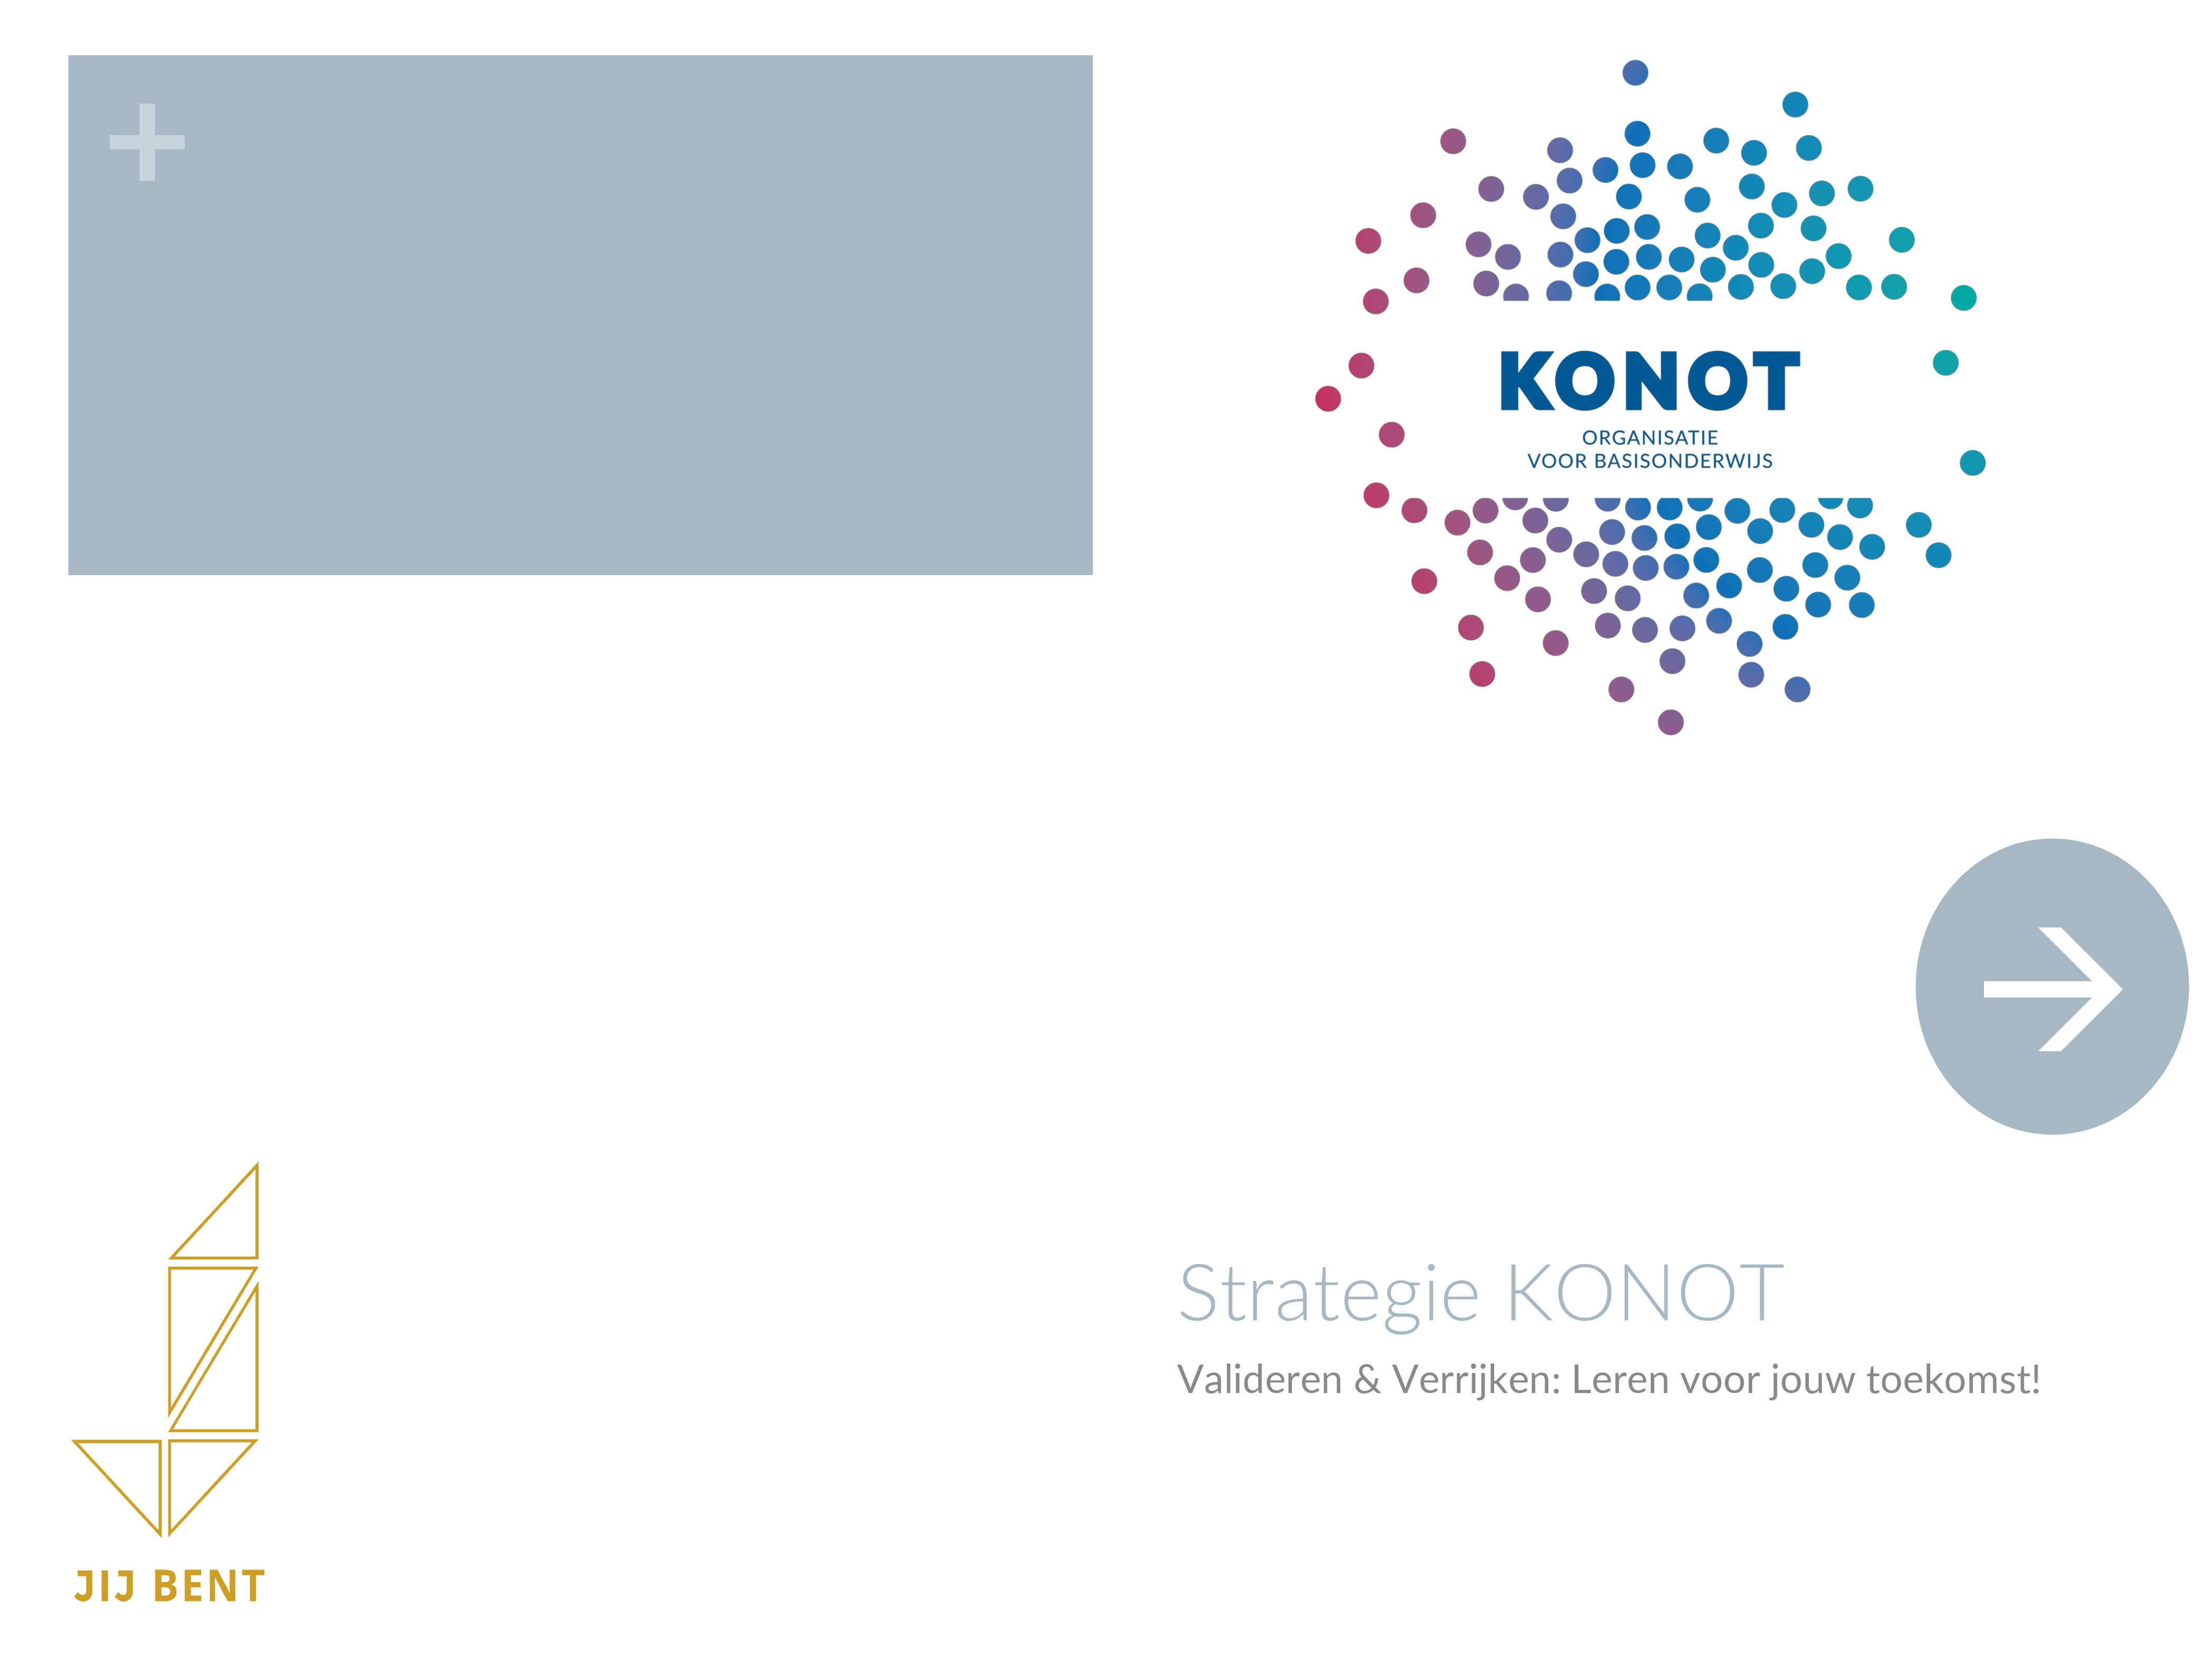 KONOT
ORGANISATIE
VOOR BASISONDERWIJS
Strategie KONOT
Valideren & Verrijken: Leren voor jouw toekomst!
JIJ BENT